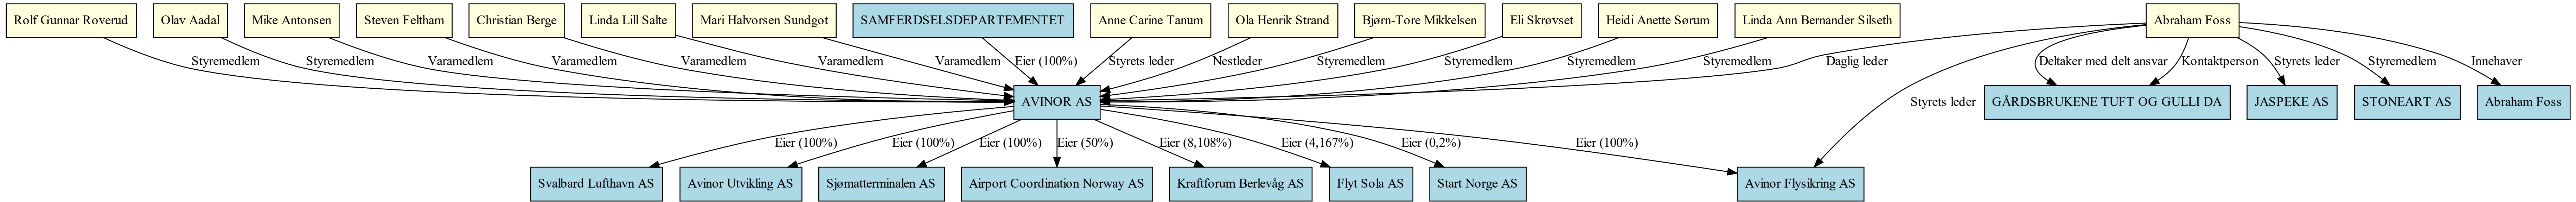 Rolf Gunnar Roverud
Olav Aadal
Mike Antonsen
Steven Feltham
Christian Berge
Linda Lill Salte
Mari Halvorsen Sundgot
SAMFERDSELSDEPARTEMENTET
Anne Carine Tanum
Ola Henrik Strand
Bjørn-Tore Mikkelsen
Eli Skrøvset
Heidi Anette Sørum
Linda Ann Bernander Silseth
Abraham Foss
Styremedlem
Styremedlem
Varamedlem
Varamedlem
Varamedlem
Varamedlem
Varamedlem
Eier (100%)
Styrets leder
Nestleder
Styremedlem
Styremedlem
Styremedlem
Styremedlem
Daglig leder
Deltaker med delt ansvar
Kontaktperson
Styrets leder
Styremedlem
Innehaver
AVINOR AS
Styrets leder
GÅRDSBRUKENE TUFT OG GULLI DA
JASPEKE AS
STONEART AS
Abraham Foss
Eier (100%)
Eier (100%)
Eier (100%)
Eier (50%)
Eier (8,108%)
Eier (4,167%)
Eier (0,2%)
Eier (100%)
Svalbard Lufthavn AS
Avinor Utvikling AS
Sjømatterminalen AS
Airport Coordination Norway AS
Kraftforum Berlevåg AS
Flyt Sola AS
Start Norge AS
Avinor Flysikring AS